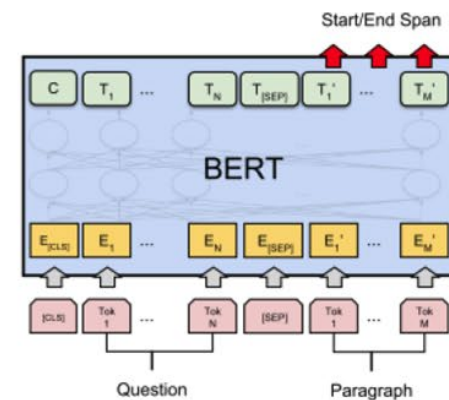 Start/End Span
C T1 ... TN T[SEP] T1' ... TM'
BERT
E[CLS] E1 ... EN E[SEP] E1' ... EM'
[CLS] Tok 1 ... Tok N [SEP] Tok 1 ... Tok M
Question Paragraph